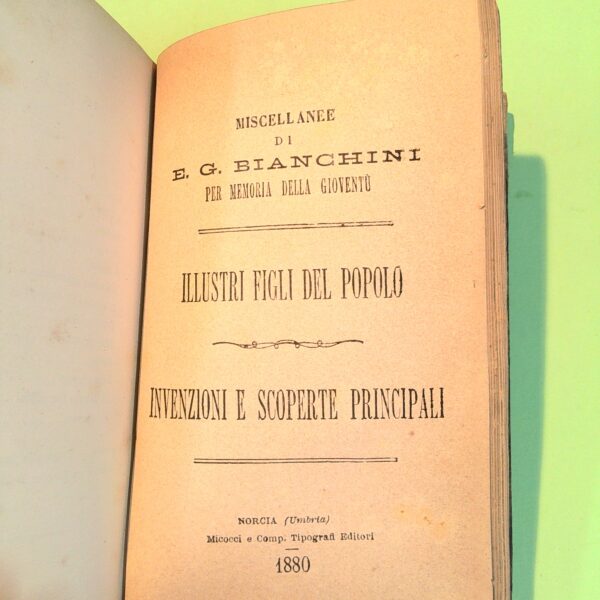 MISCELLANEE
DI
E. G. BIANCHINI
PER MEMORIA DELLA GIOVENTÙ
ILLUSTRI FIGLI DEL POPOLO
INVENZIONI E SCOPERTE PRINCIPALI
NORCIA (Umbria)
Micocci e Comp. Tipografi Editori
1880